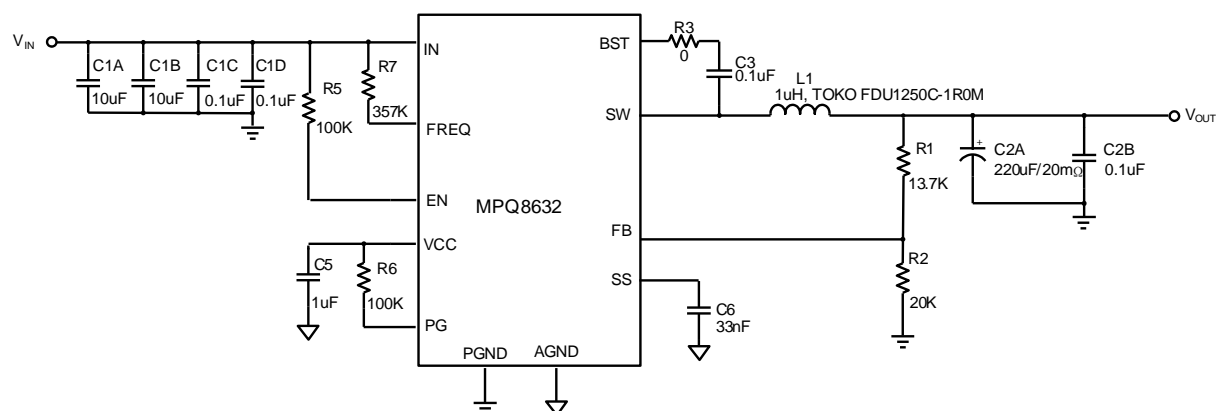 V_IN
C1A
10uF
C1B
10uF
C1C
0.1uF
C1D
0.1uF
R5
100K
R7
357K
IN
FREQ
EN
VCC
PG
C5
1uF
R6
100K
MPQ8632
PGND
AGND
BST
SW
FB
SS
R3
0
C3
0.1uF
L1
1uH, TOKO FDU1250C-1R0M
R1
13.7K
R2
20K
C6
33nF
+
C2A
220uF/20mΩ
C2B
0.1uF
V_OUT